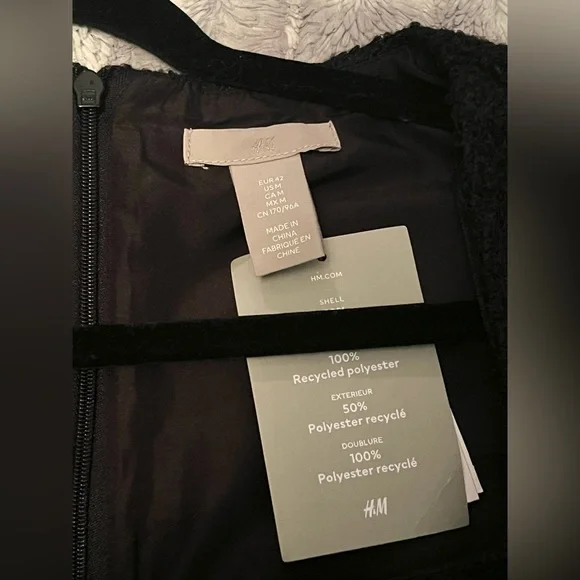 H&M
EUR 42
US M
CA M
MX M
CN 170/96A
MADE IN
CHINA
FABRIQUÉ EN
CHINE
HM.COM
SHELL
100%
Recycled polyester
EXTERIEUR
50%
Polyester recyclé
DOUBLURE
100%
Polyester recyclé
H&M